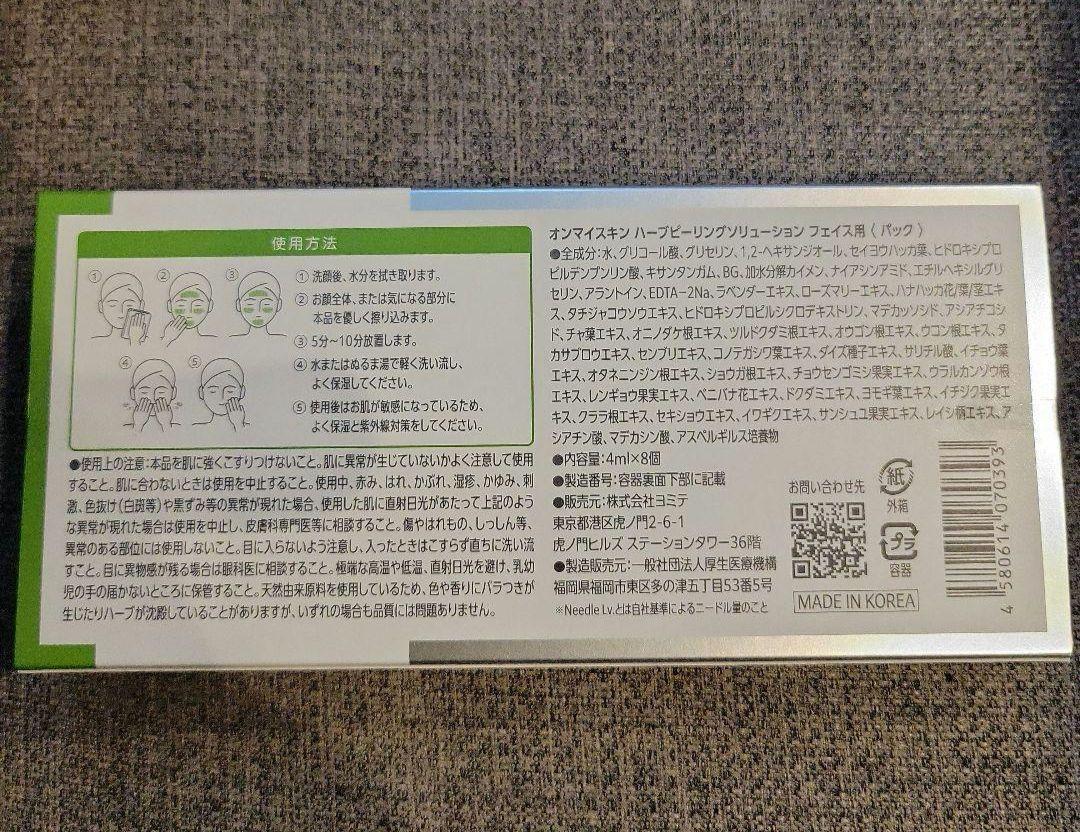 使用方法
①
②
③
④
⑤
① 洗顔後、水分を拭き取ります。
② お顔全体、または気になる部分に
本品を優しく擦り込みます。
③ 5分~10分放置します。
④ 水またはぬるま湯で軽く洗い流し、
よく保湿してください。
⑤ 使用後はお肌が敏感になっているため、
よく保湿と紫外線対策をしてください。
●使用上の注意:本品を肌に強くこすりつけないこと。肌に異常が生じていないかよく注意して使用
すること。肌に合わないときは使用を中止すること。使用中、赤み、はれ、かぶれ、湿疹、かゆみ、刺
激、色抜け(白斑等)や黒ずみ等の異常が現れた場合、使用した肌に直射日光があたって上記のよう
な異常が現れた場合は使用を中止し、皮膚科専門医等に相談すること。傷やはれもの、しっしん等、
異常のある部位には使用しないこと。目に入らないよう注意し、入ったときはこすらず直ちに洗い流
すこと。目に異物感が残る場合は眼科医に相談すること。極端な高温や低温、直射日光を避け、乳幼
児の手の届かないところに保管すること。天然由来原料を使用しているため、色や香りにバラつきが
生じたりハーブが沈殿していることがありますが、いずれの場合も品質には問題ありません。
オンマイスキン ハーブピーリングソリューション フェイス用 ( パック )
●全成分:水、グリコール酸、グリセリン、1,2-ヘキサンジオール、セイヨウハッカ葉、ヒドロキシプロ
ピルデンプンリン酸、キサンタンガム、BG、加水分解カイメン、ナイアシンアミド、エチルヘキシルグリ
セリン、アラントイン、EDTA-2Na、ラベンダーエキス、ローズマリーエキス、ハナハッカ花/葉/茎エキ
ス、タチジャコウソウエキス、ヒドロキシプロピルシクロデキストリン、マデカッソシド、アシアチコシ
ド、チャ葉エキス、オニノダケ根エキス、ツルドクダミ根エキス、オウゴン根エキス、ウコン根エキス、タ
カサブロウエキス、センブリエキス、コノテガシワ葉エキス、ダイズ種子エキス、サリチル酸、イチョウ葉
エキス、オタネニンジン根エキス、ショウガ根エキス、チョウセンゴミシ果実エキス、ウラルカンゾウ根
エキス、レンギョウ果実エキス、ベニバナ花エキス、ドクダミエキス、ヨモギ葉エキス、イチジク果実エ
キス、クララ根エキス、セキショウエキス、イワギクエキス、サンシュユ果実エキス、レイシ柄エキス、ア
シアチン酸、マデカシン酸、アスペルギルス培養物
●内容量:4ml×8個
●製造番号:容器裏面下部に記載
●販売元:株式会社ヨミテ
東京都港区虎ノ門2-6-1
虎ノ門ヒルズ ステーションタワー36階
●製造販売元:一般社団法人厚生医療機構
福岡県福岡市東区多の津五丁目53番5号
※Needle Lv.とは自社基準によるニードル量のこと
お問い合わせ先
紙
外箱
プラ
容器
MADE IN KOREA
4 580614 070393